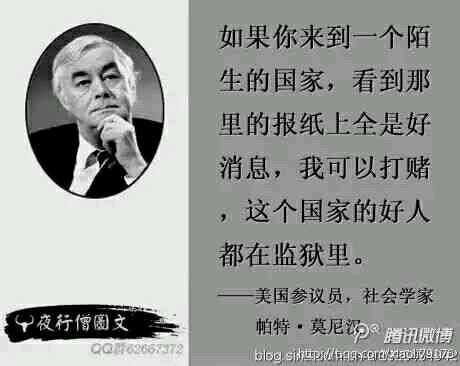 如果你来到一个陌
生的国家，看到那
里的报纸上全是好
消息，我可以打赌
，这个国家的好人
都在监狱里。
——美国参议员，社会学家
帕特·莫尼汉
夜行僧圖文
QQ群62667372
腾讯微博